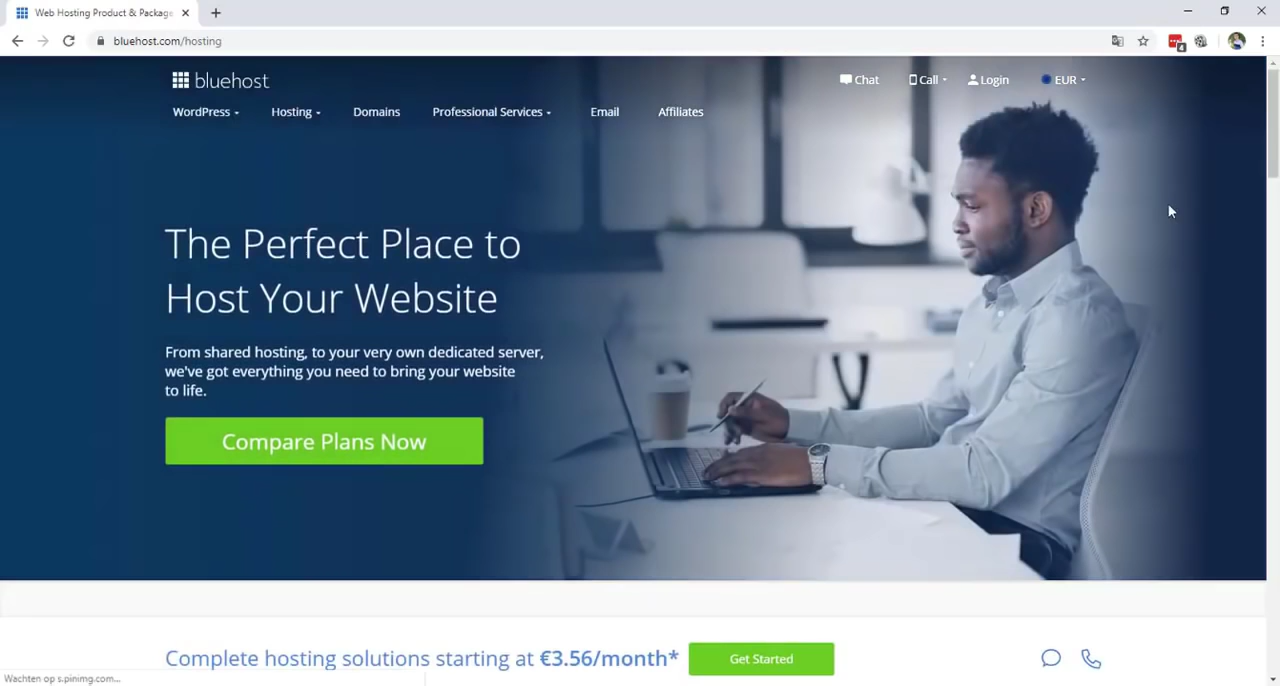 Web Hosting Product & Package
bluehost.com/hosting
4
bluehost
Chat
Call
Login
EUR
WordPress
Hosting
Domains
Professional Services
Email
Affiliates
The Perfect Place to
Host Your Website
From shared hosting, to your very own dedicated server,
we've got everything you need to bring your website
to life.
Compare Plans Now
Complete hosting solutions starting at €3.56/month*
Get Started
Wachten op s.pinimg.com...